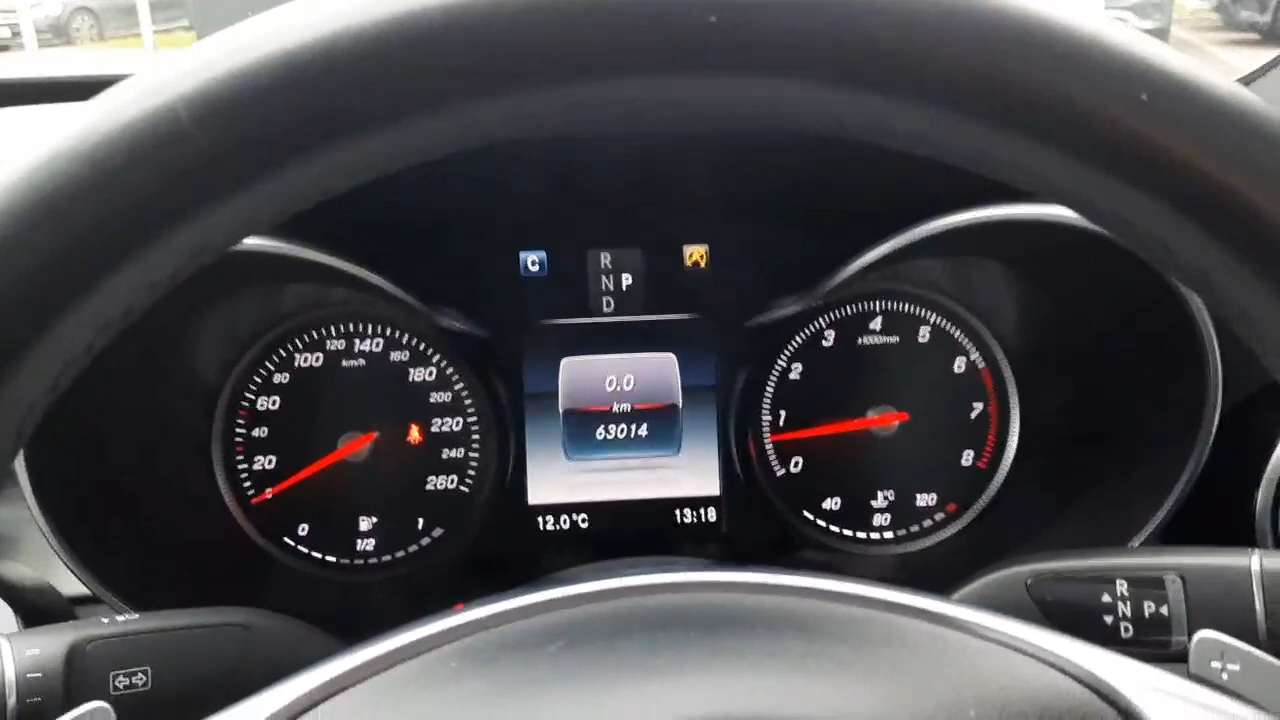 C
R
N P
D
0 20 40 60 80 100 120 140 160 180 200 220 240 260
km/h
0 1/2 1
0.0
km
63014
12.0°C 13:18
0 1 2 3 4 5 6 7 8
x1000/min
40 80 120
°C
R
N P
D